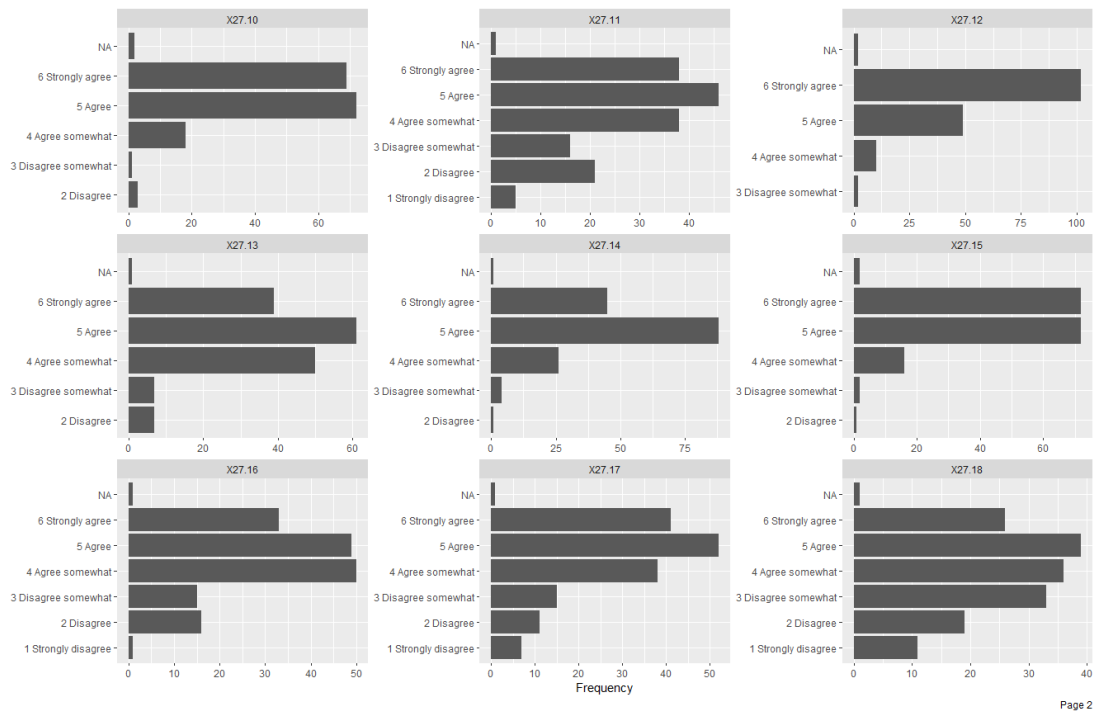 X27.10
NA
6 Strongly agree
5 Agree
4 Agree somewhat
3 Disagree somewhat
2 Disagree
0 20 40 60
X27.11
NA
6 Strongly agree
5 Agree
4 Agree somewhat
3 Disagree somewhat
2 Disagree
1 Strongly disagree
0 10 20 30 40
X27.12
NA
6 Strongly agree
5 Agree
4 Agree somewhat
3 Disagree somewhat
0 25 50 75 100
X27.13
NA
6 Strongly agree
5 Agree
4 Agree somewhat
3 Disagree somewhat
2 Disagree
0 20 40 60
X27.14
NA
6 Strongly agree
5 Agree
4 Agree somewhat
3 Disagree somewhat
2 Disagree
0 25 50 75
X27.15
NA
6 Strongly agree
5 Agree
4 Agree somewhat
3 Disagree somewhat
2 Disagree
0 20 40 60
X27.16
NA
6 Strongly agree
5 Agree
4 Agree somewhat
3 Disagree somewhat
2 Disagree
1 Strongly disagree
0 10 20 30 40 50
X27.17
NA
6 Strongly agree
5 Agree
4 Agree somewhat
3 Disagree somewhat
2 Disagree
1 Strongly disagree
0 10 20 30 40 50
X27.18
NA
6 Strongly agree
5 Agree
4 Agree somewhat
3 Disagree somewhat
2 Disagree
1 Strongly disagree
0 10 20 30 40
Frequency
Page 2